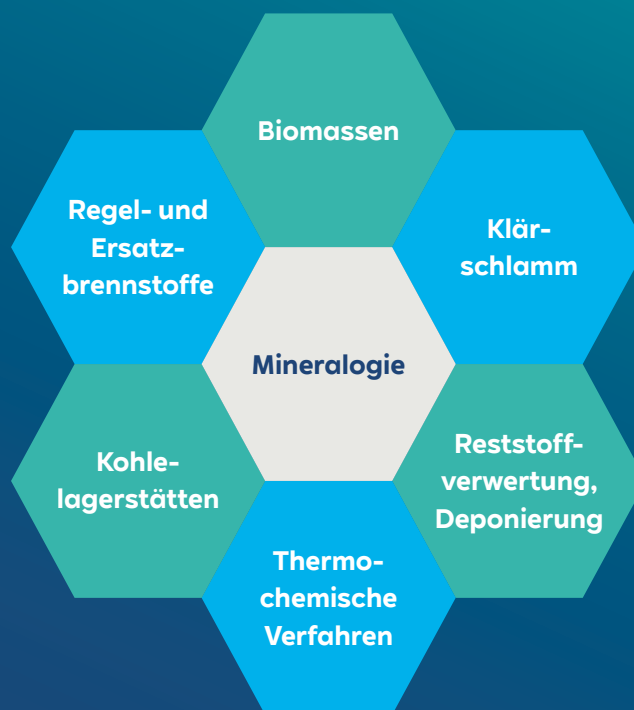 Biomassen
Regel- und
Ersatz-
brennstoffe
Klär-
schlamm
Mineralogie
Kohle-
lagerstätten
Reststoff-
verwertung,
Deponierung
Thermo-
chemische
Verfahren